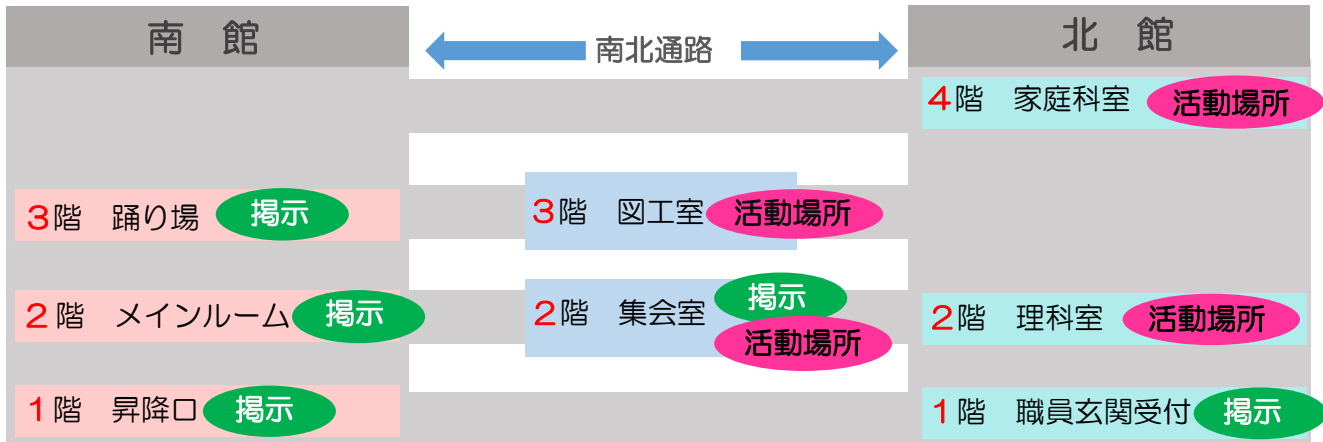 南　館
南北通路
北　館
４階　家庭科室　活動場所
３階　踊り場　掲示
３階　図工室　活動場所
２階　メインルーム　掲示
２階　集会室　掲示
活動場所
２階　理科室　活動場所
１階　昇降口　掲示
１階　職員玄関受付　掲示